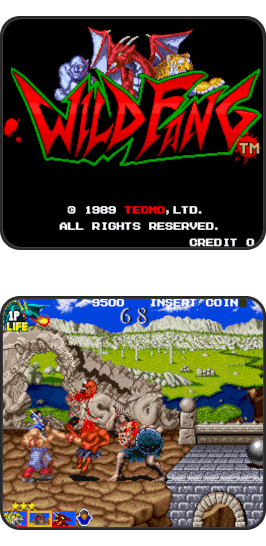 WILD FANG
TM
© 1989 TECMO,LTD.
ALL RIGHTS RESERVED.
CREDIT 0
9500 INSERT COIN
1P 68
LIFE